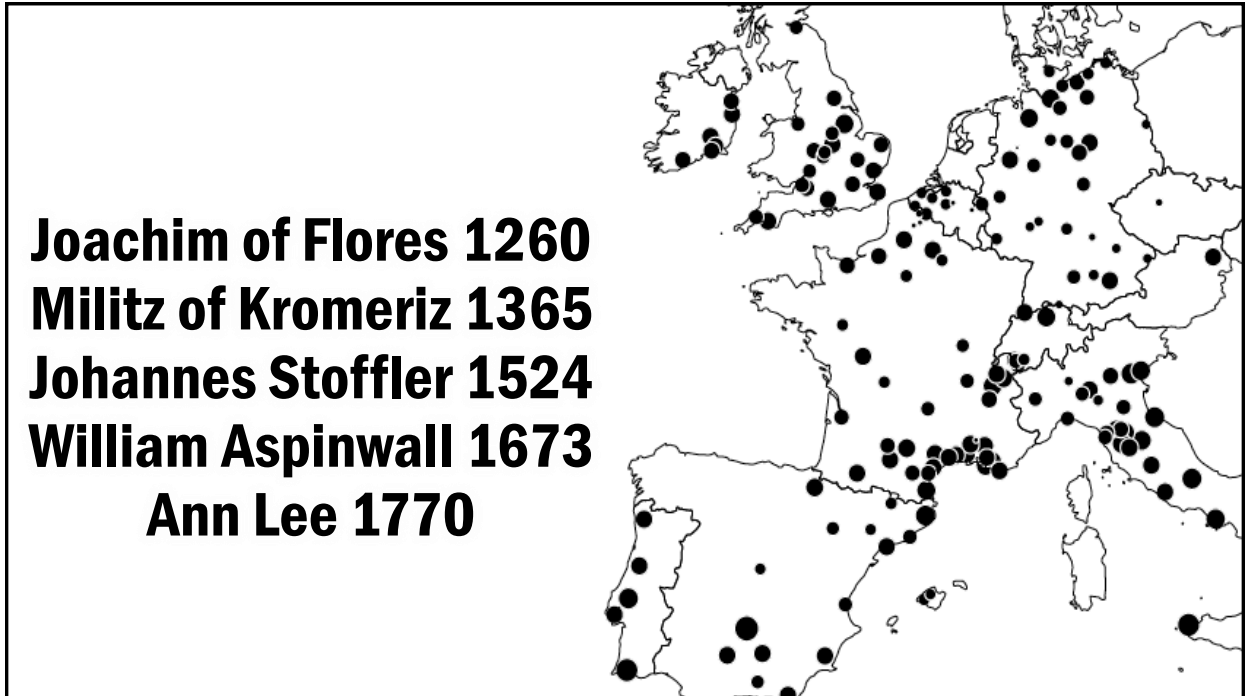 Joachim of Flores 1260
Militz of Kromeriz 1365
Johannes Stoffler 1524
William Aspinwall 1673
Ann Lee 1770